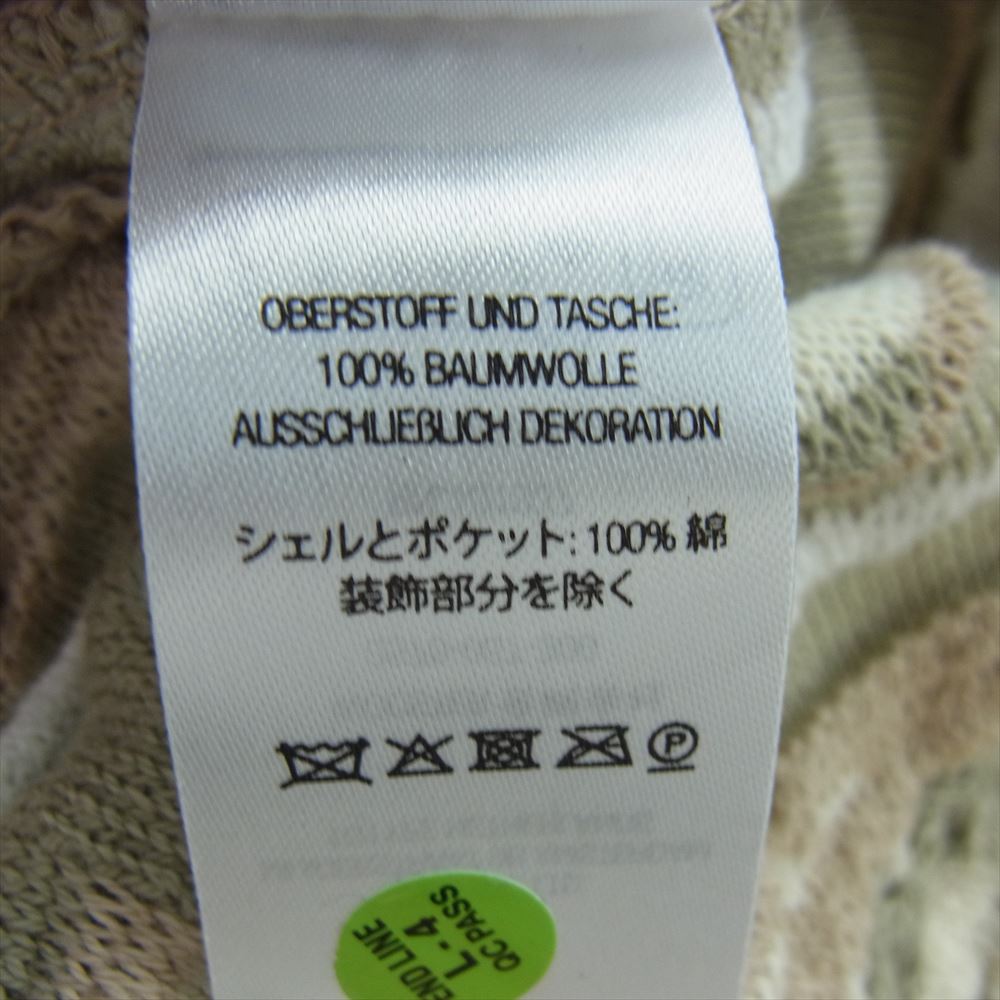 OBERSTOFF UND TASCHE:
100% BAUMWOLLE
AUSSCHLIEßLICH DEKORATION
シェルとポケット: 100% 綿
装飾部分を除く
P
END LINE
L-4
QC PASS